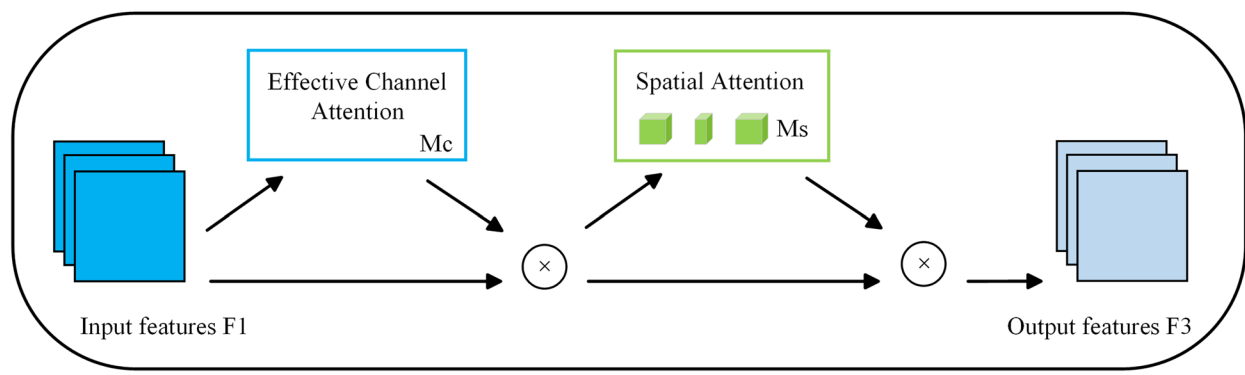 Effective Channel
Attention
Mc
Spatial Attention
Ms
×
×
Input features F1
Output features F3